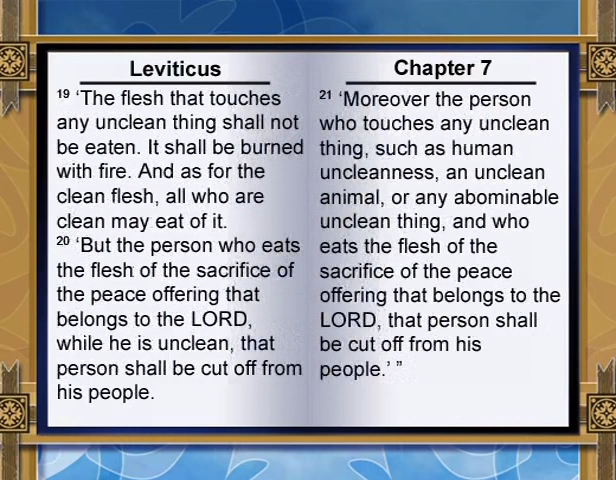 Leviticus
¹⁹ ‘The flesh that touches
any unclean thing shall not
be eaten. It shall be burned
with fire. And as for the
clean flesh, all who are
clean may eat of it.
²⁰ ‘But the person who eats
the flesh of the sacrifice of
the peace offering that
belongs to the LORD,
while he is unclean, that
person shall be cut off from
his people.
Chapter 7
²¹ ‘Moreover the person
who touches any unclean
thing, such as human
uncleanness, an unclean
animal, or any abominable
unclean thing, and who
eats the flesh of the
sacrifice of the peace
offering that belongs to the
LORD, that person shall
be cut off from his
people.’ ”